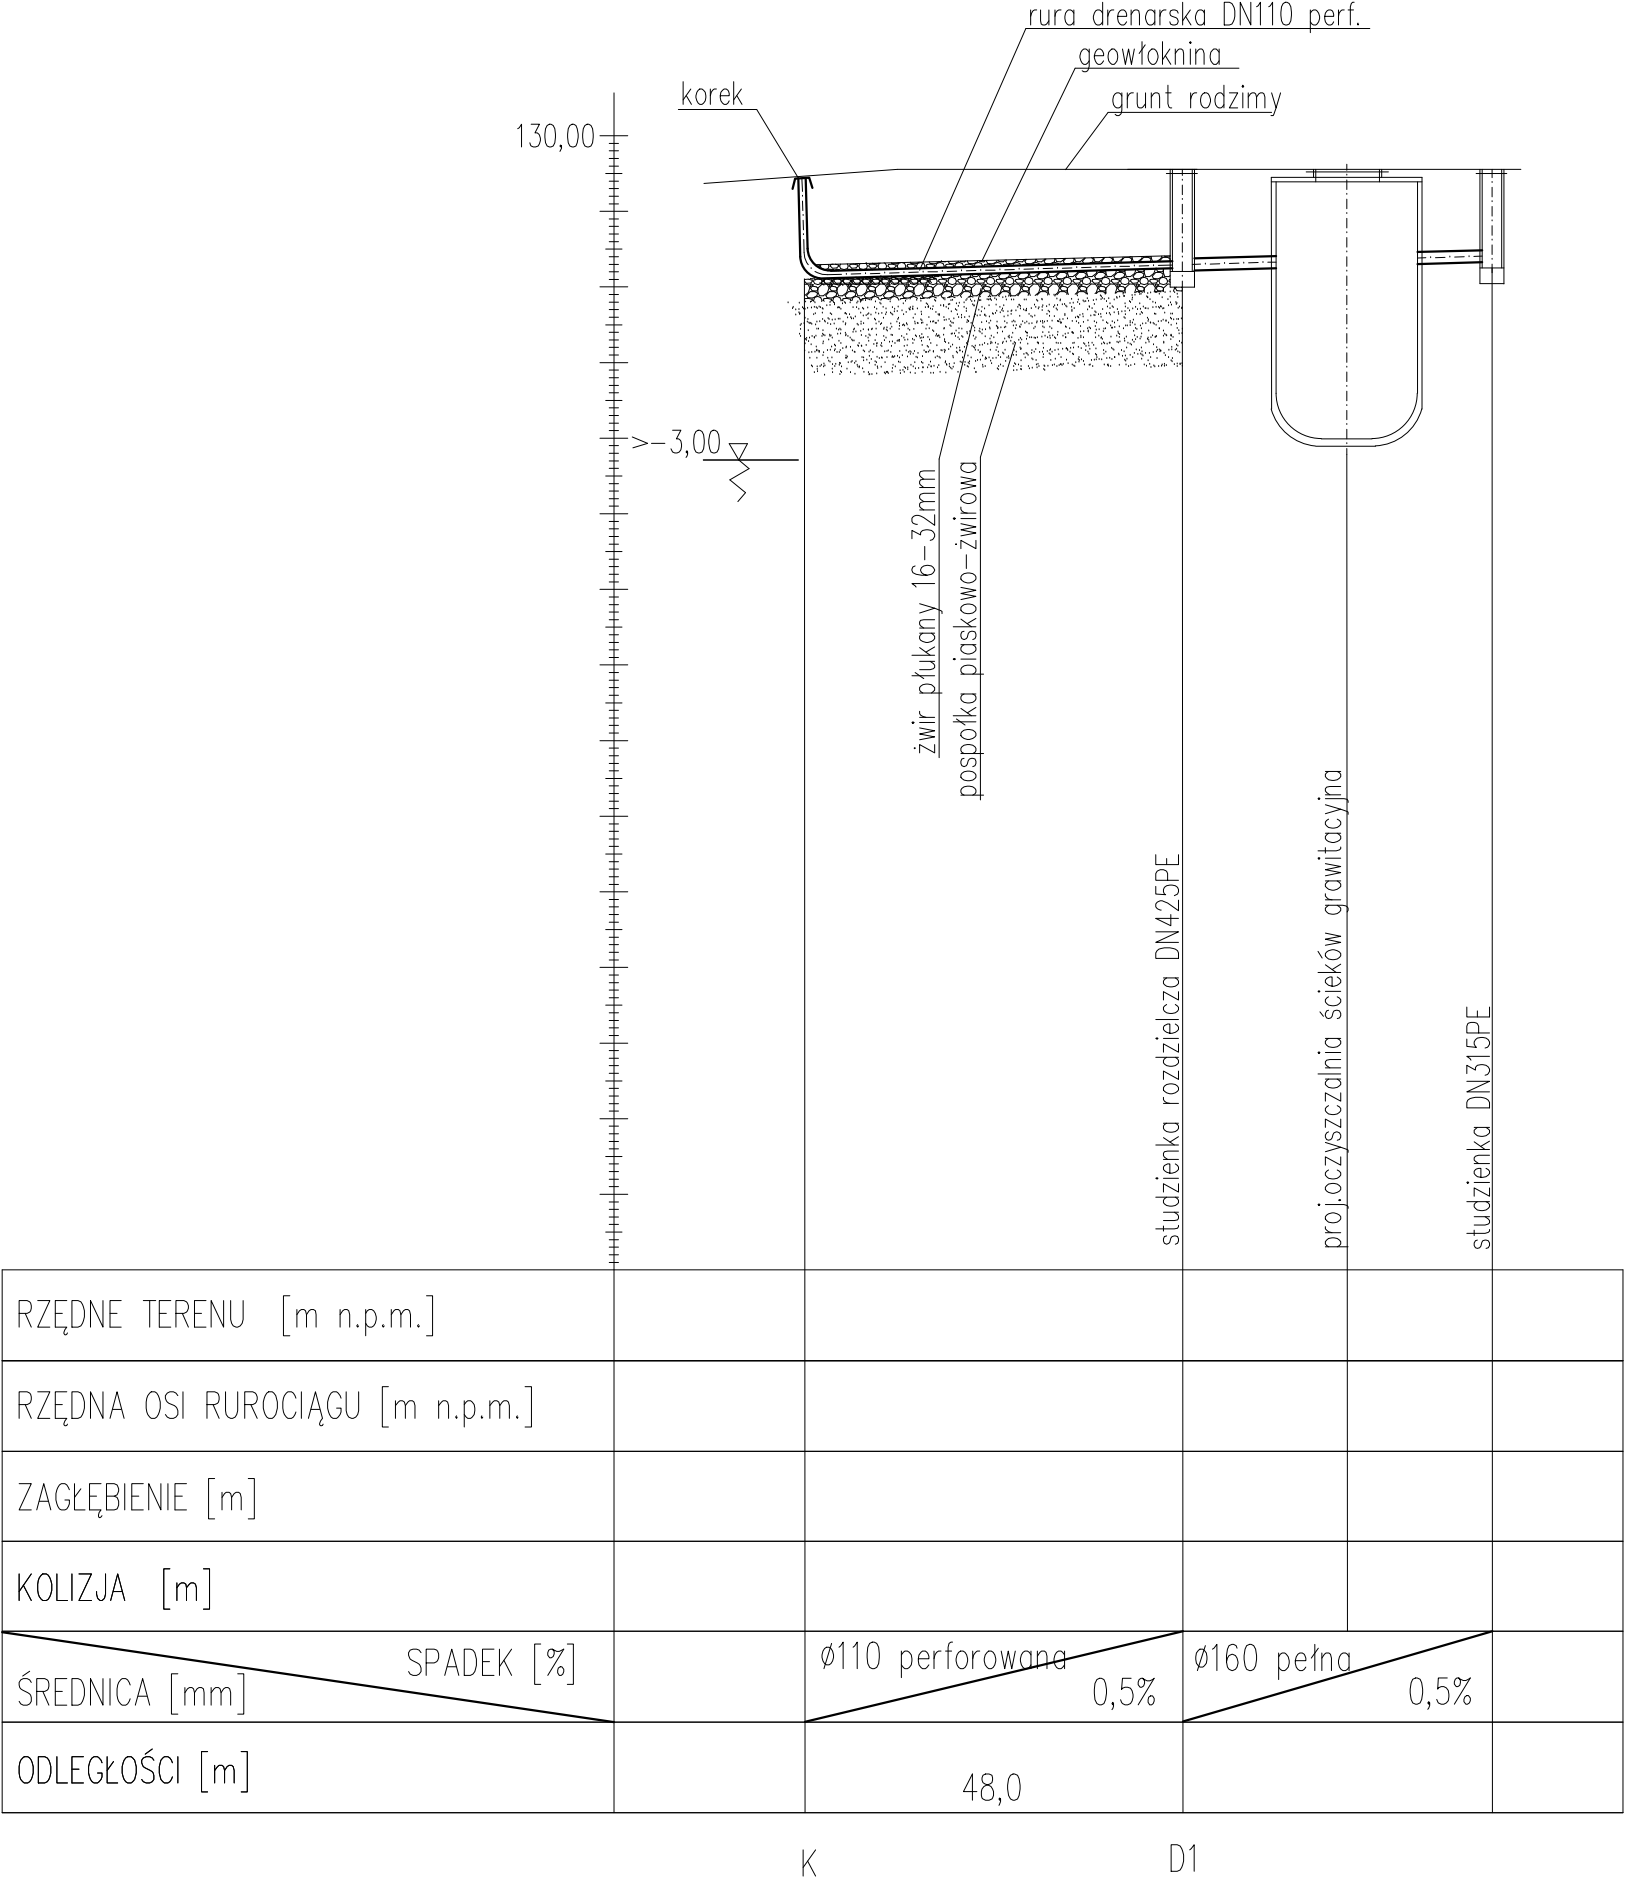 rura drenarska DN110 perf.
geowłoknina
korek
grunt rodzimy
130,00
>-3,00
żwir płukany 16-32mm
pospołka piaskowo-żwirowa
studzienka rozdzielcza DN425PE
proj.oczyszczalnia ścieków grawitacyjna
studzienka DN315PE
RZĘDNE TERENU [m n.p.m.]
RZĘDNA OSI RUROCIĄGU [m n.p.m.]
ZAGŁĘBIENIE [m]
KOLIZJA [m]
SPADEK [%]
ŚREDNICA [mm]
Ø110 perforowana
0,5%
Ø160 pełna
0,5%
ODLEGŁOŚCI [m]
48,0
K
D1